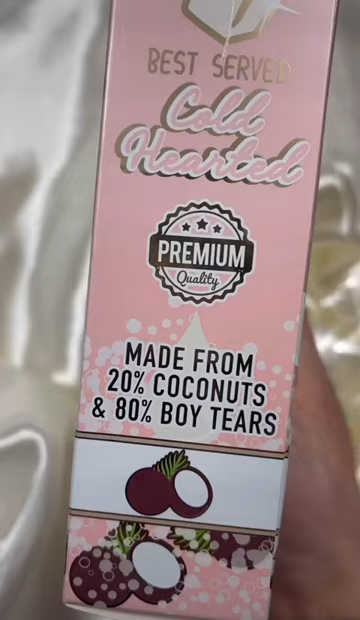 BEST SERVED
Cold
Hearted
PREMIUM
Quality
MADE FROM
20% COCONUTS
& 80% BOY TEARS